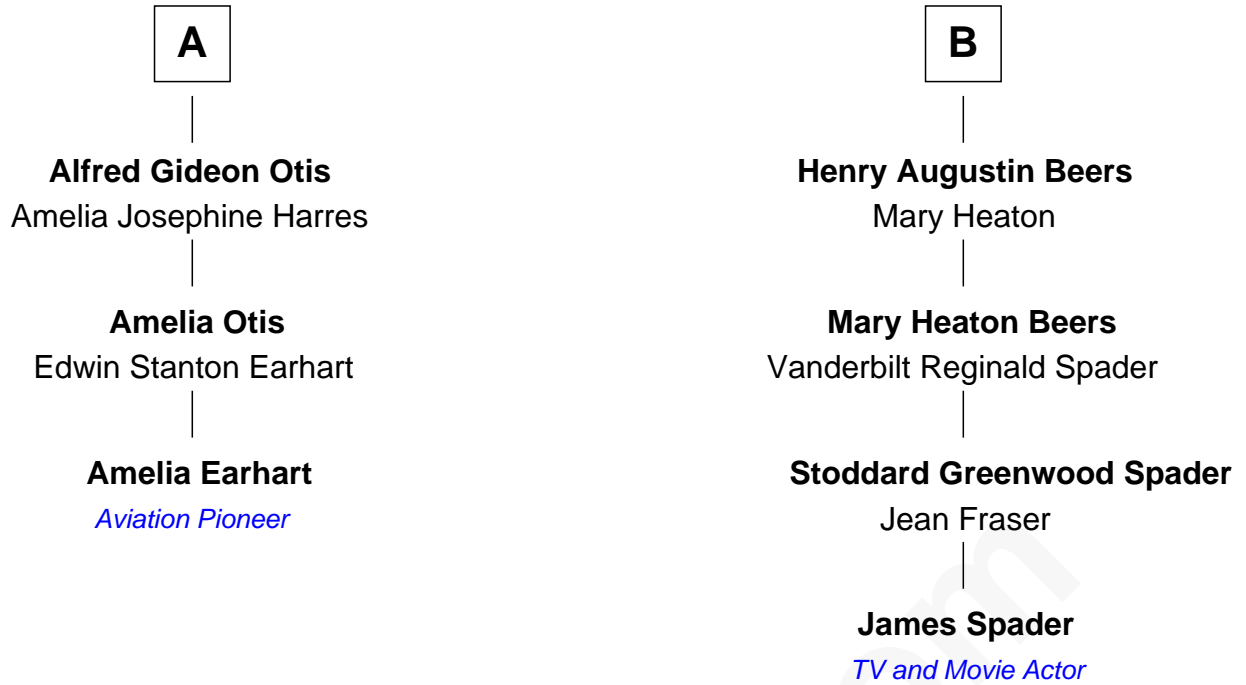 A
Alfred Gideon Otis
Amelia Josephine Harres
Amelia Otis
Edwin Stanton Earhart
Amelia Earhart
Aviation Pioneer
B
Henry Augustin Beers
Mary Heaton
Mary Heaton Beers
Vanderbilt Reginald Spader
Stoddard Greenwood Spader
Jean Fraser
James Spader
TV and Movie Actor